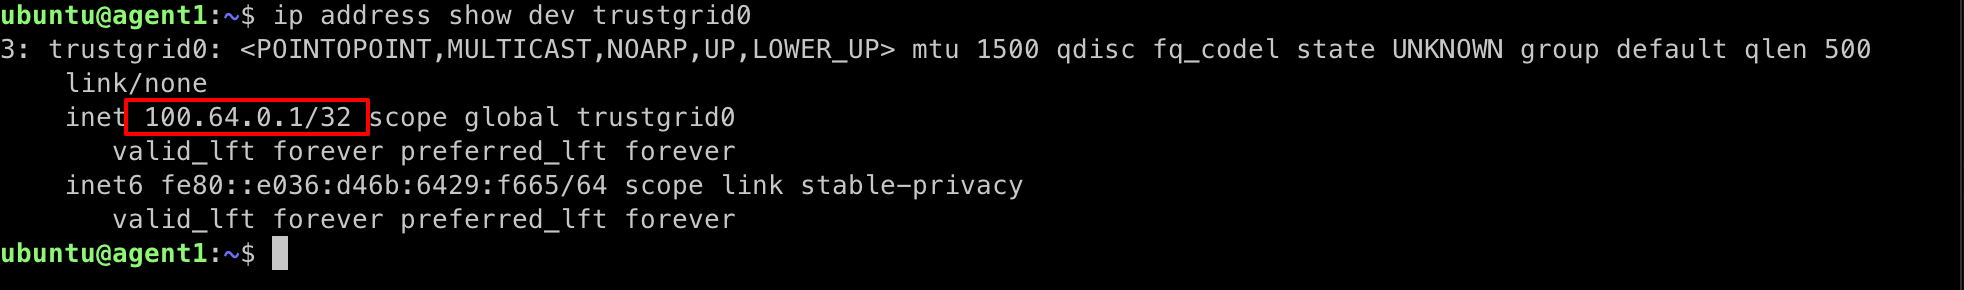 ubuntu@agent1:~$ ip address show dev trustgrid0
3: trustgrid0: <POINTOPOINT,MULTICAST,NOARP,UP,LOWER_UP> mtu 1500 qdisc fq_codel state UNKNOWN group default qlen 500
    link/none
    inet 100.64.0.1/32 scope global trustgrid0
       valid_lft forever preferred_lft forever
    inet6 fe80::e036:d46b:6429:f665/64 scope link stable-privacy
       valid_lft forever preferred_lft forever
ubuntu@agent1:~$